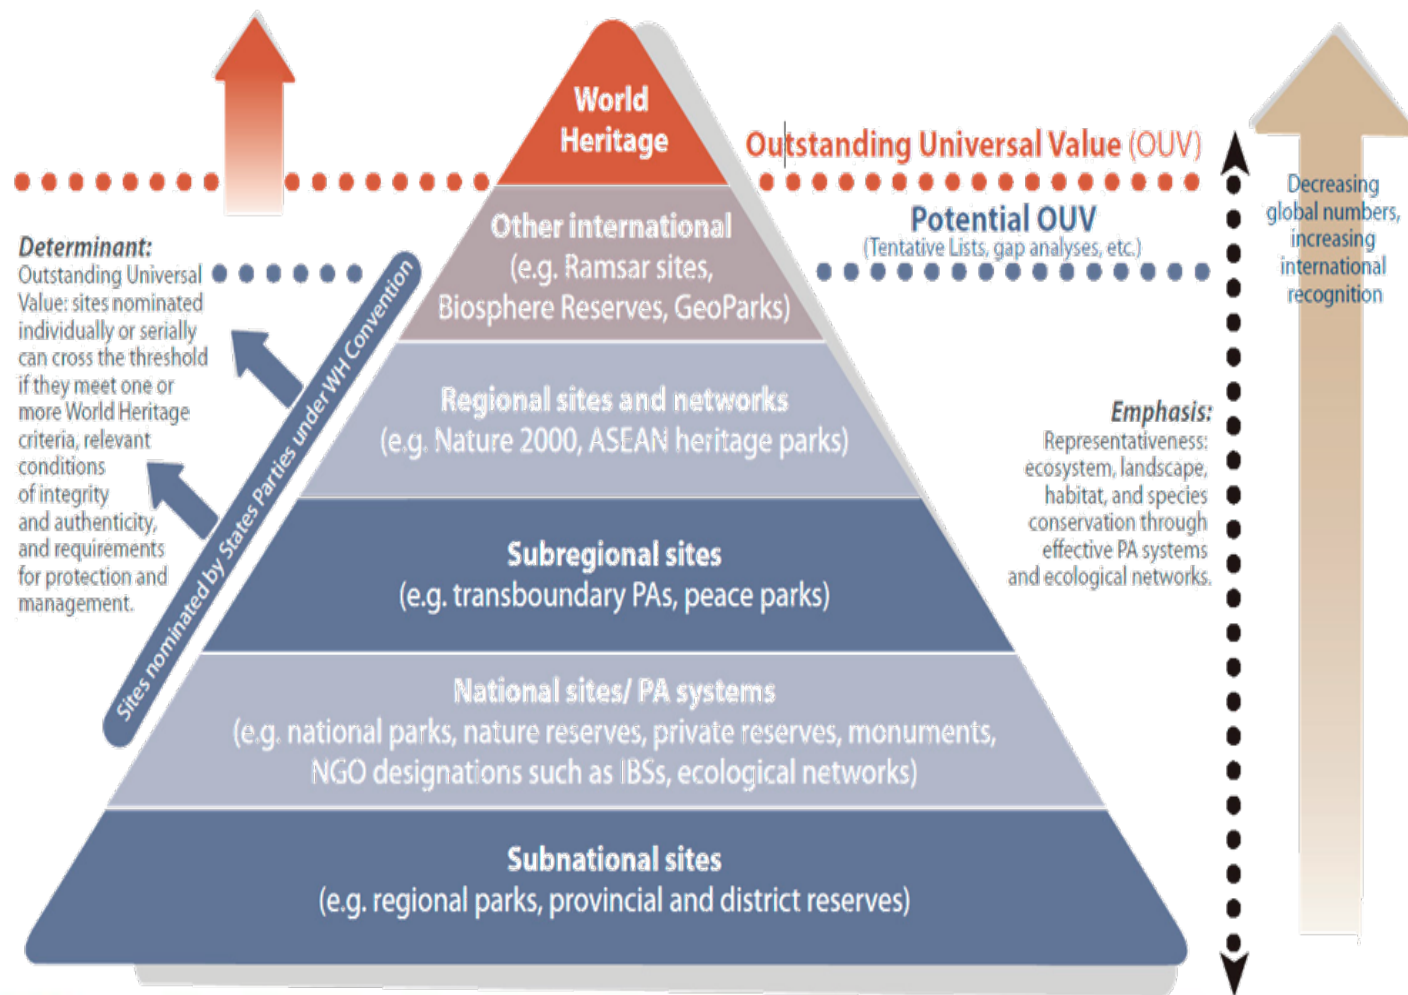 World
Heritage
Outstanding Universal Value (OUV)
Potential OUV
(Tentative Lists, gap analyses, etc.)
Decreasing
global numbers,
increasing
international
recognition
Determinant:
Outstanding Universal
Value: sites nominated
individually or serially
can cross the threshold
if they meet one or
more World Heritage
criteria, relevant
conditions
of integrity
and authenticity,
and requirements
for protection and
management.
Sites nominated by States Parties under WH Convention
Other international
(e.g. Ramsar sites,
Biosphere Reserves, GeoParks)
Regional sites and networks
(e.g. Nature 2000, ASEAN heritage parks)
Emphasis:
Representativeness:
ecosystem, landscape,
habitat, and species
conservation through
effective PA systems
and ecological networks.
Subregional sites
(e.g. transboundary PAs, peace parks)
National sites/ PA systems
(e.g. national parks, nature reserves, private reserves, monuments,
NGO designations such as IBSs, ecological networks)
Subnational sites
(e.g. regional parks, provincial and district reserves)